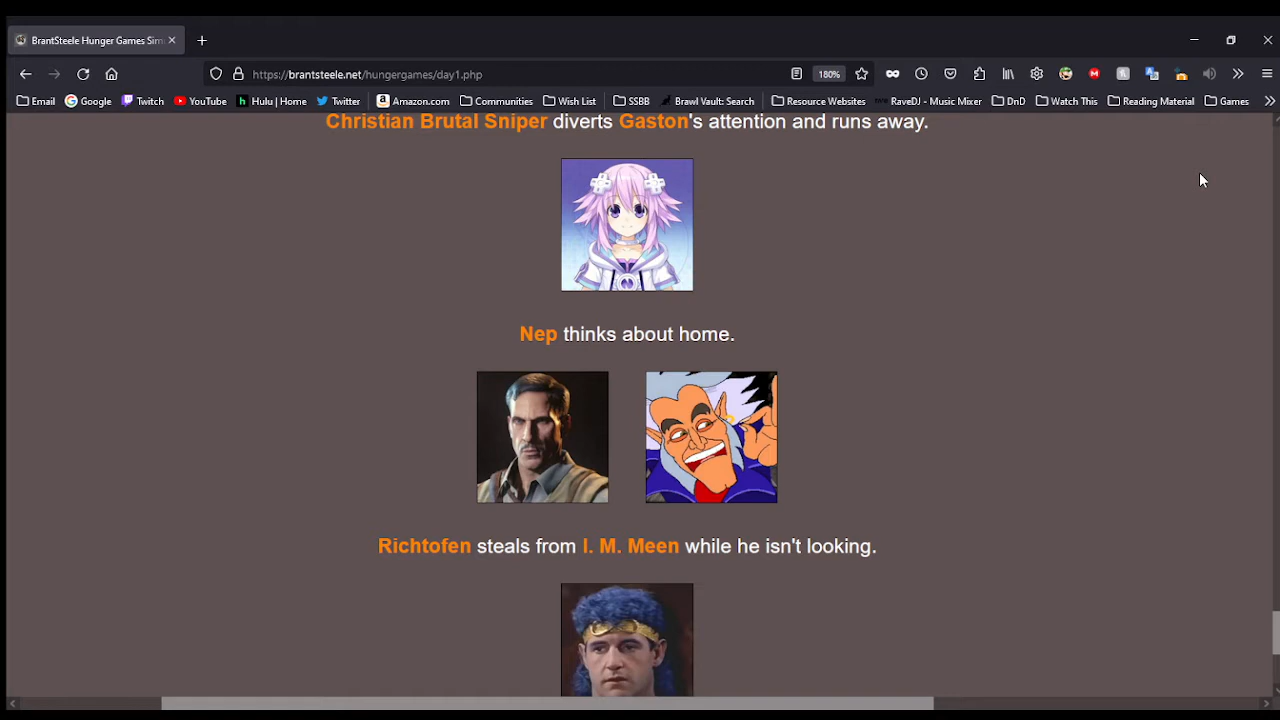 BrantSteele Hunger Games Sim
https://brantsteele.net/hungergames/day1.php
180%
Email
Google
Twitch
YouTube
Hulu | Home
Twitter
Amazon.com
Communities
Wish List
SSBB
Brawl Vault: Search
Resource Websites
RaveDJ - Music Mixer
DnD
Watch This
Reading Material
Games
Christian Brutal Sniper diverts Gaston's attention and runs away.
Nep thinks about home.
Richtofen steals from I. M. Meen while he isn't looking.